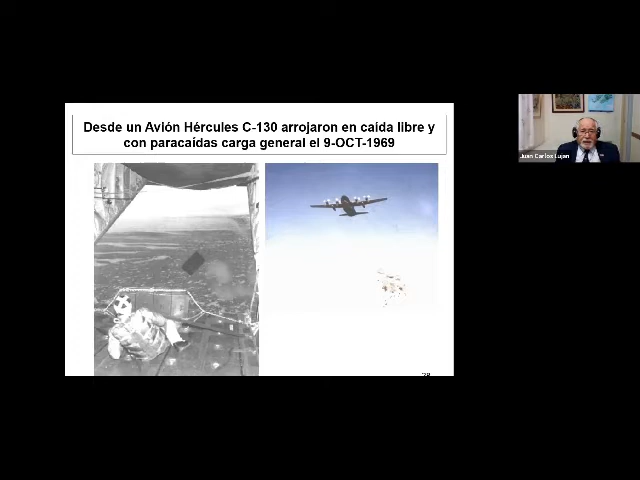 Desde un Avión Hércules C-130 arrojaron en caída libre y
con paracaídas carga general el 9-OCT-1969
Juan Carlos Lujan